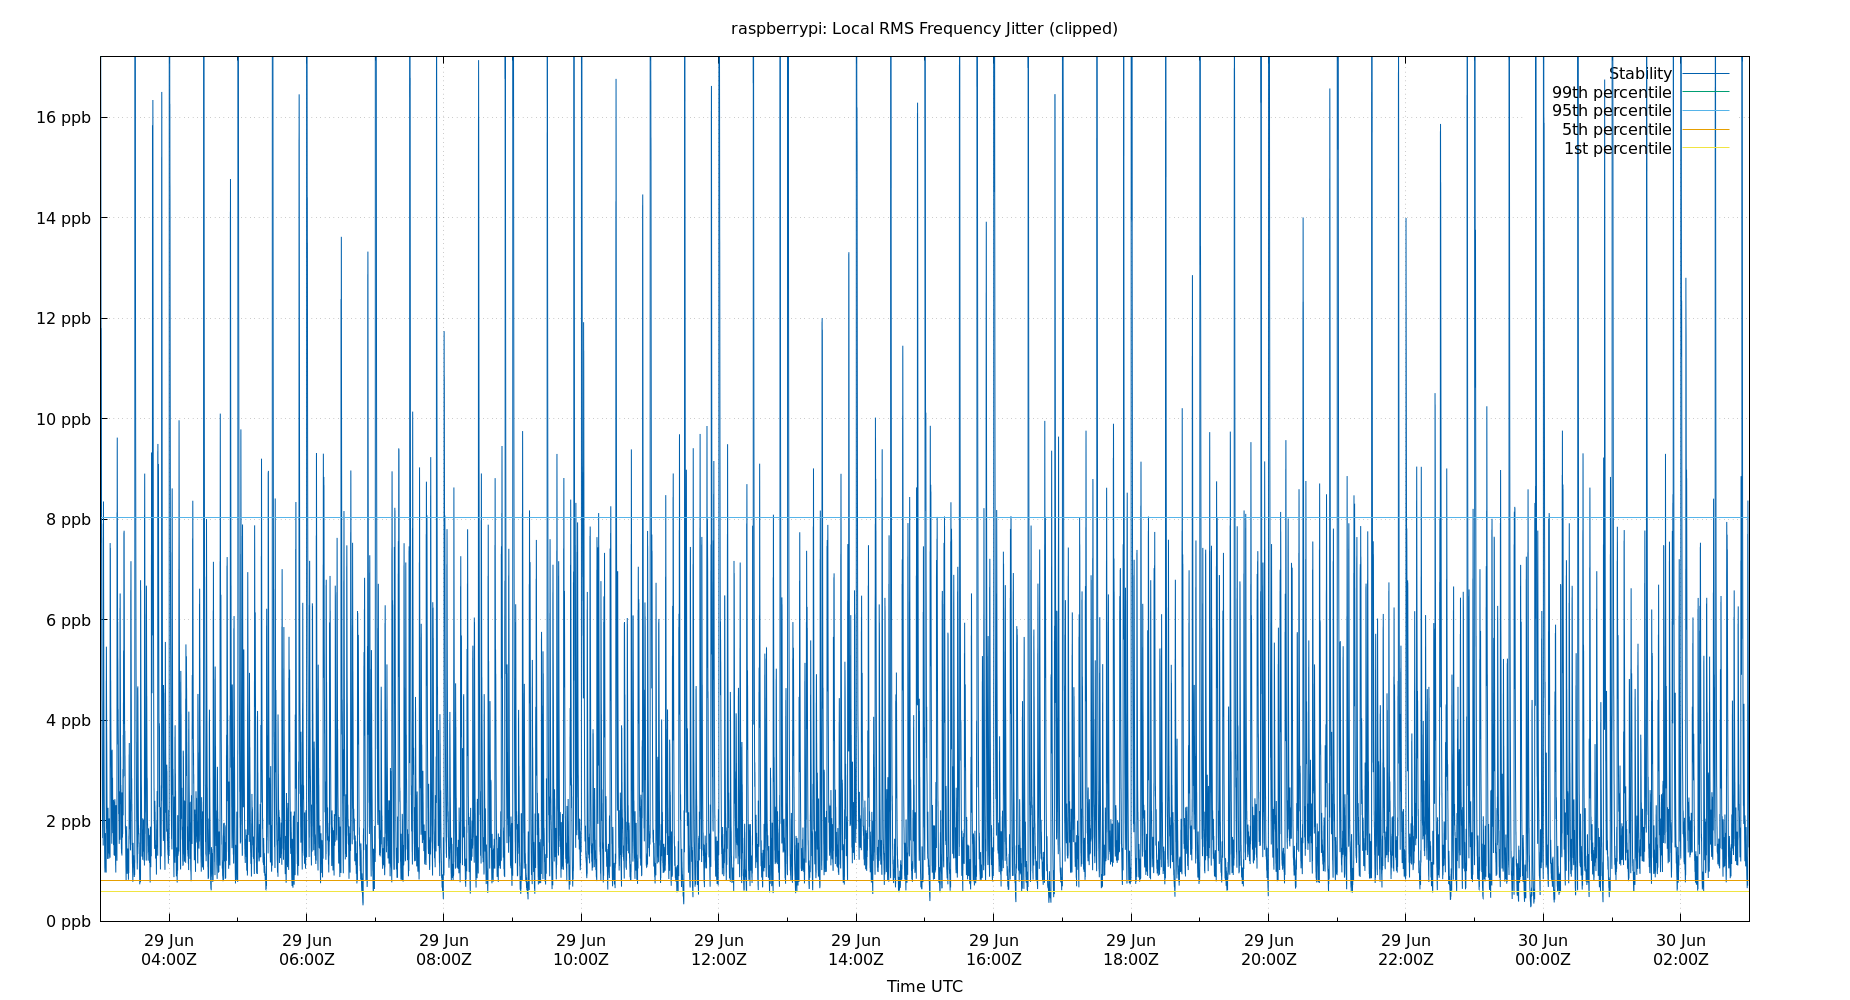 raspberrypi: Local RMS Frequency Jitter (clipped)
Stability
99th percentile
95th percentile
5th percentile
1st percentile
16 ppb
14 ppb
12 ppb
10 ppb
8 ppb
6 ppb
4 ppb
2 ppb
0 ppb
29 Jun 29 Jun 29 Jun 29 Jun 29 Jun 29 Jun 29 Jun 29 Jun 29 Jun 29 Jun 30 Jun 30 Jun
04:00Z 06:00Z 08:00Z 10:00Z 12:00Z 14:00Z 16:00Z 18:00Z 20:00Z 22:00Z 00:00Z 02:00Z
Time UTC